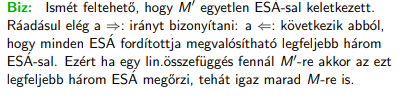 Biz: Ismét feltehető, hogy M' egyetlen ESÁ-sal keletkezett.
Ráadásul elég a ⇒: irányt bizonyítani: a ⇐: következik abból,
hogy minden ESÁ fordítottja megvalósítható legfeljebb három
ESÁ-sal. Ezért ha egy lin.összefüggés fennál M'-re akkor az ezt
legfeljebb három ESÁ megőrzi, tehát igaz marad M-re is.